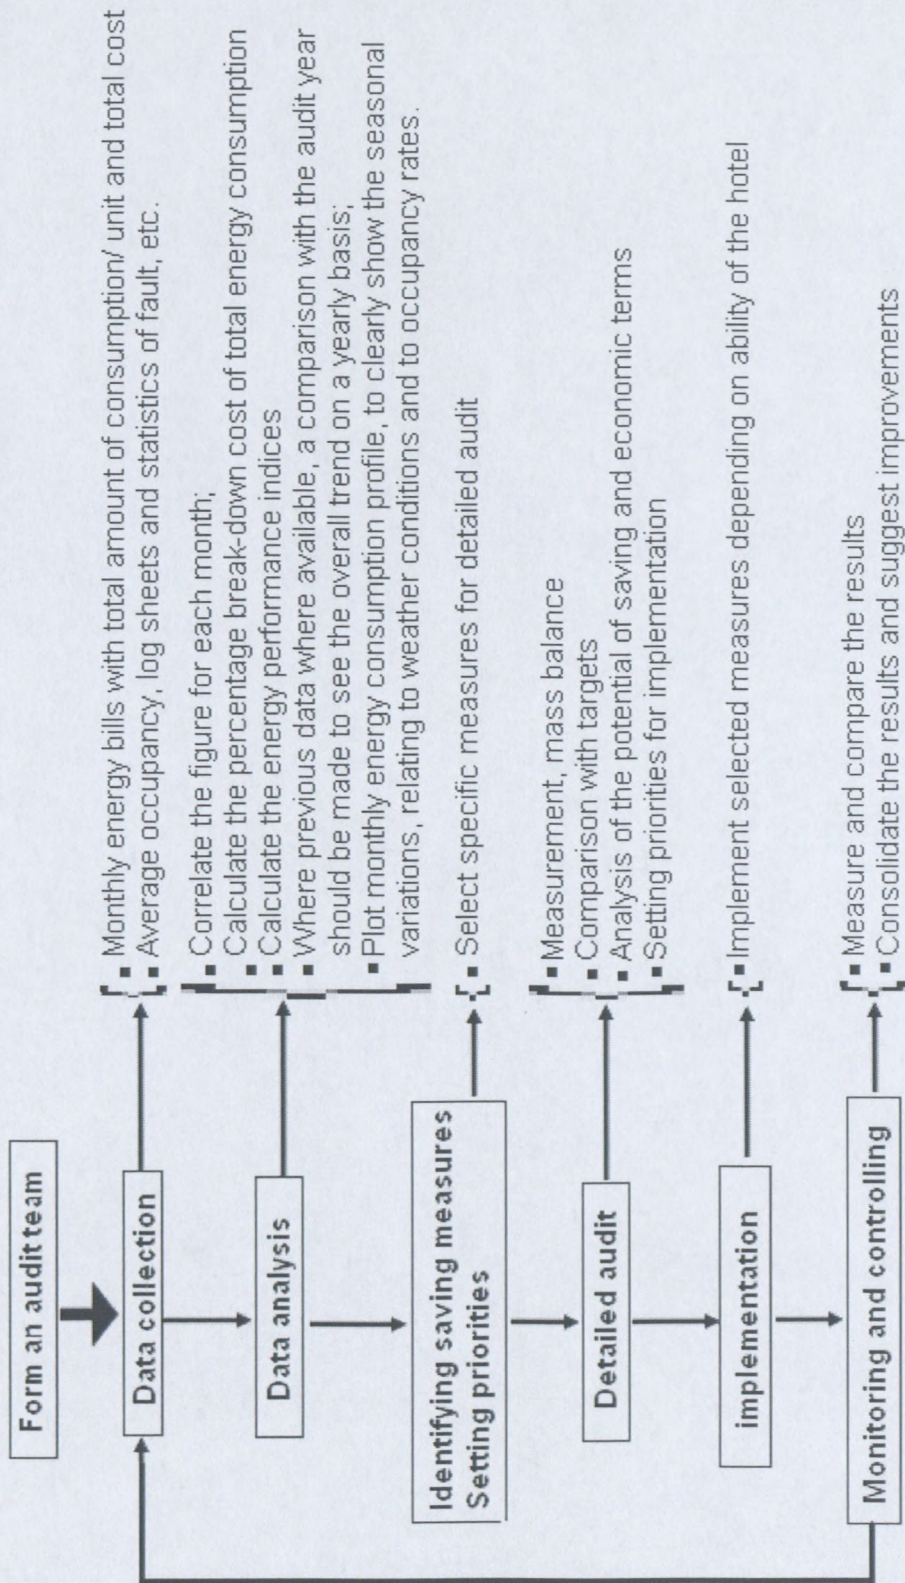 Form an audit team
Data collection
▪ Monthly energy bills with total amount of consumption/ unit and total cost
▪ Average occupancy, log sheets and statistics of fault, etc.
Data analysis
▪ Correlate the figure for each month;
Calculate the percentage break-down cost of total energy consumption
▪ Calculate the energy performance indices
▪ Where previous data where available, a comparison with the audit year
should be made to see the overall trend on a yearly basis;
▪ Plot monthly energy consumption profile, to clearly show the seasonal
variations, relating to weather conditions and to occupancy rates.
Identifying saving measures
Setting priorities
▪ Select specific measures for detailed audit
Detailed audit
▪ Measurement, mass balance
▪ Comparison with targets
▪ Analysis of the potential of saving and economic terms
▪ Setting priorities for implementation
implementation
▪ Implement selected measures depending on ability of the hotel
Monitoring and controlling
▪ Measure and compare the results
▪ Consolidate the results and suggest improvements